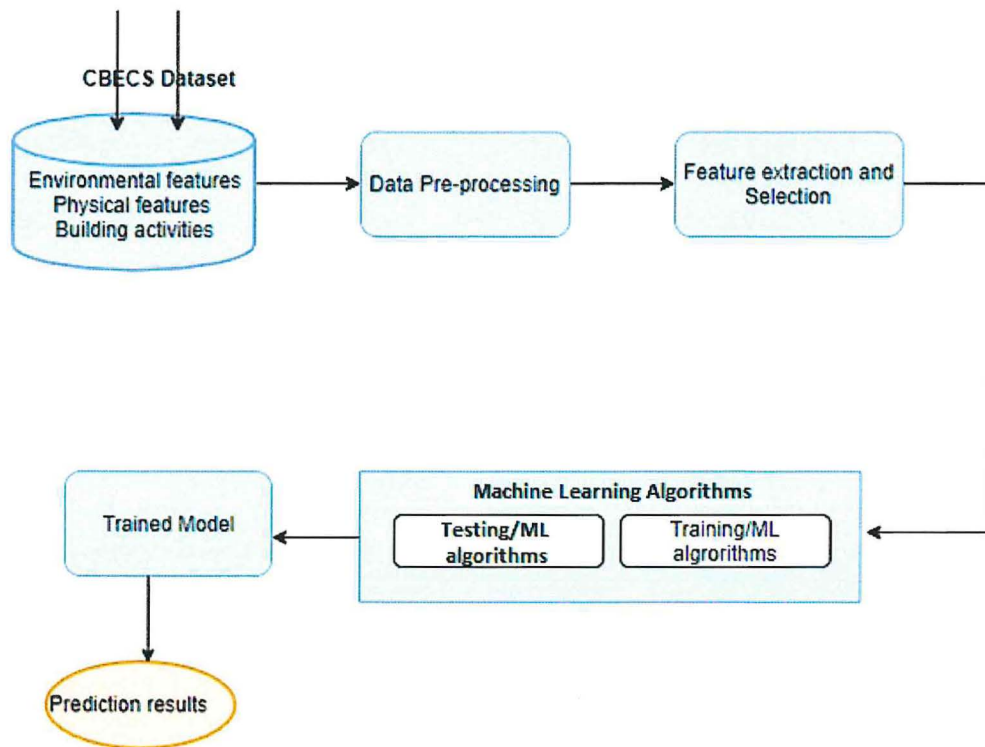 CBECS Dataset
Environmental features
Physical features
Building activities
Data Pre-processing
Feature extraction and
Selection
Machine Learning Algorithms
Testing/ML
algorithms
Training/ML
algrorithms
Trained Model
Prediction results